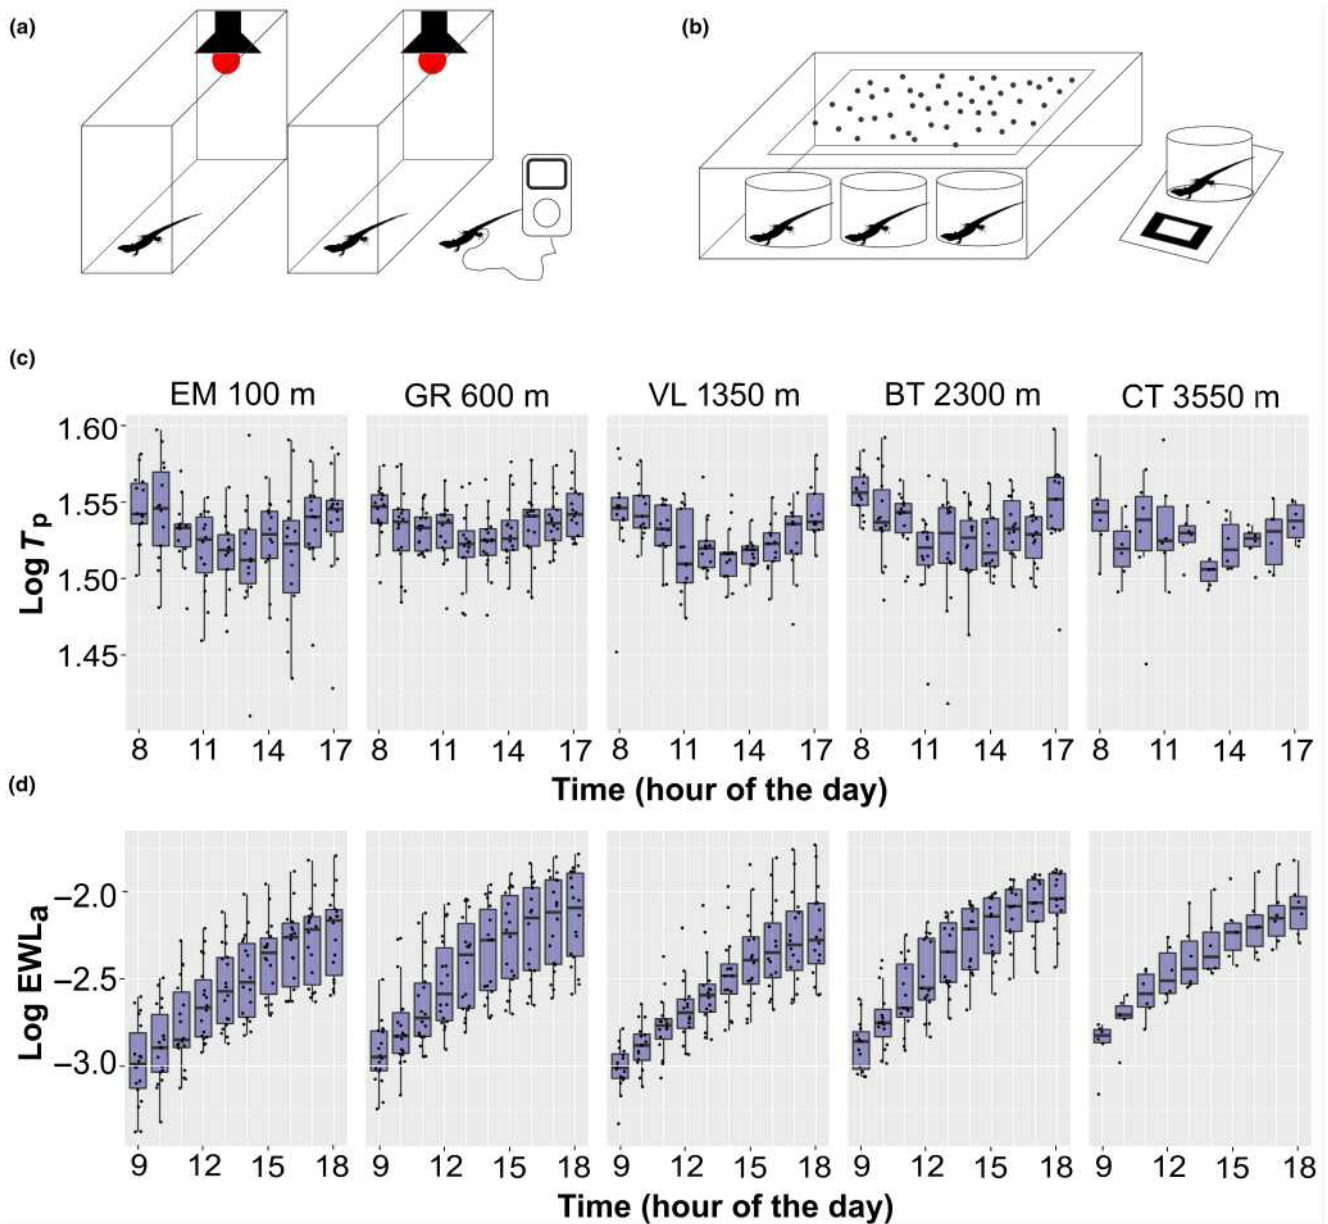 (a)
(b)
(c)
EM 100 m GR 600 m VL 1350 m BT 2300 m CT 3550 m
Log Tp
1.60
1.55
1.50
1.45
8 11 14 17 8 11 14 17 8 11 14 17 8 11 14 17 8 11 14 17
Time (hour of the day)
(d)
Log EWLa
−2.0
−2.5
−3.0
9 12 15 18 9 12 15 18 9 12 15 18 9 12 15 18 9 12 15 18
Time (hour of the day)